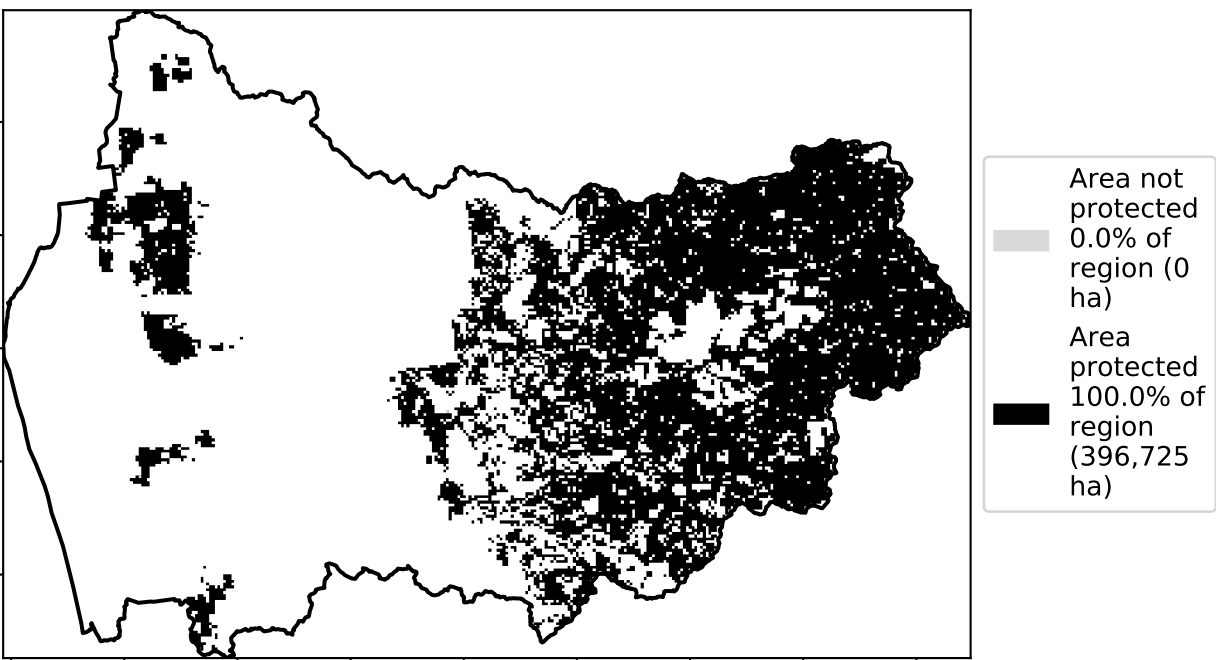 Area not
protected
0.0% of
region (0
ha)
Area
protected
100.0% of
region
(396,725
ha)